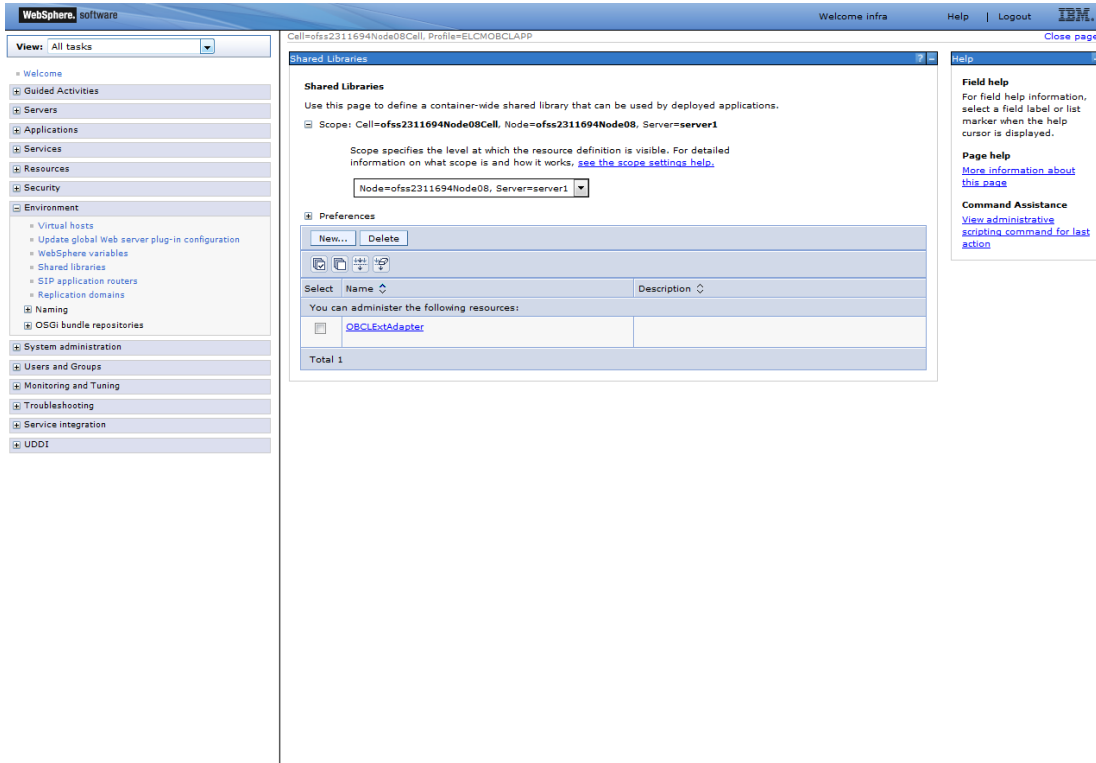 WebSphere. software
Welcome infra
Help | Logout
IBM.
View: All tasks
Welcome
Guided Activities
Servers
Applications
Services
Resources
Security
Environment
Virtual hosts
Update global Web server plug-in configuration
WebSphere variables
Shared libraries
SIP application routers
Replication domains
Naming
OSGi bundle repositories
System administration
Users and Groups
Monitoring and Tuning
Troubleshooting
Service integration
UDDI
Cell=ofss2311694Node08Cell, Profile=ELCMOBCLAPP
Close page
Shared Libraries
? -
Shared Libraries
Use this page to define a container-wide shared library that can be used by deployed applications.
Scope: Cell=ofss2311694Node08Cell, Node=ofss2311694Node08, Server=server1
Scope specifies the level at which the resource definition is visible. For detailed
information on what scope is and how it works, see the scope settings help.
Node=ofss2311694Node08, Server=server1
Preferences
New... Delete
Select Name Description
You can administer the following resources:
OBCLExtAdapter
Total 1
Help
Field help
For field help information,
select a field label or list
marker when the help
cursor is displayed.
Page help
More information about
this page
Command Assistance
View administrative
scripting command for last
action